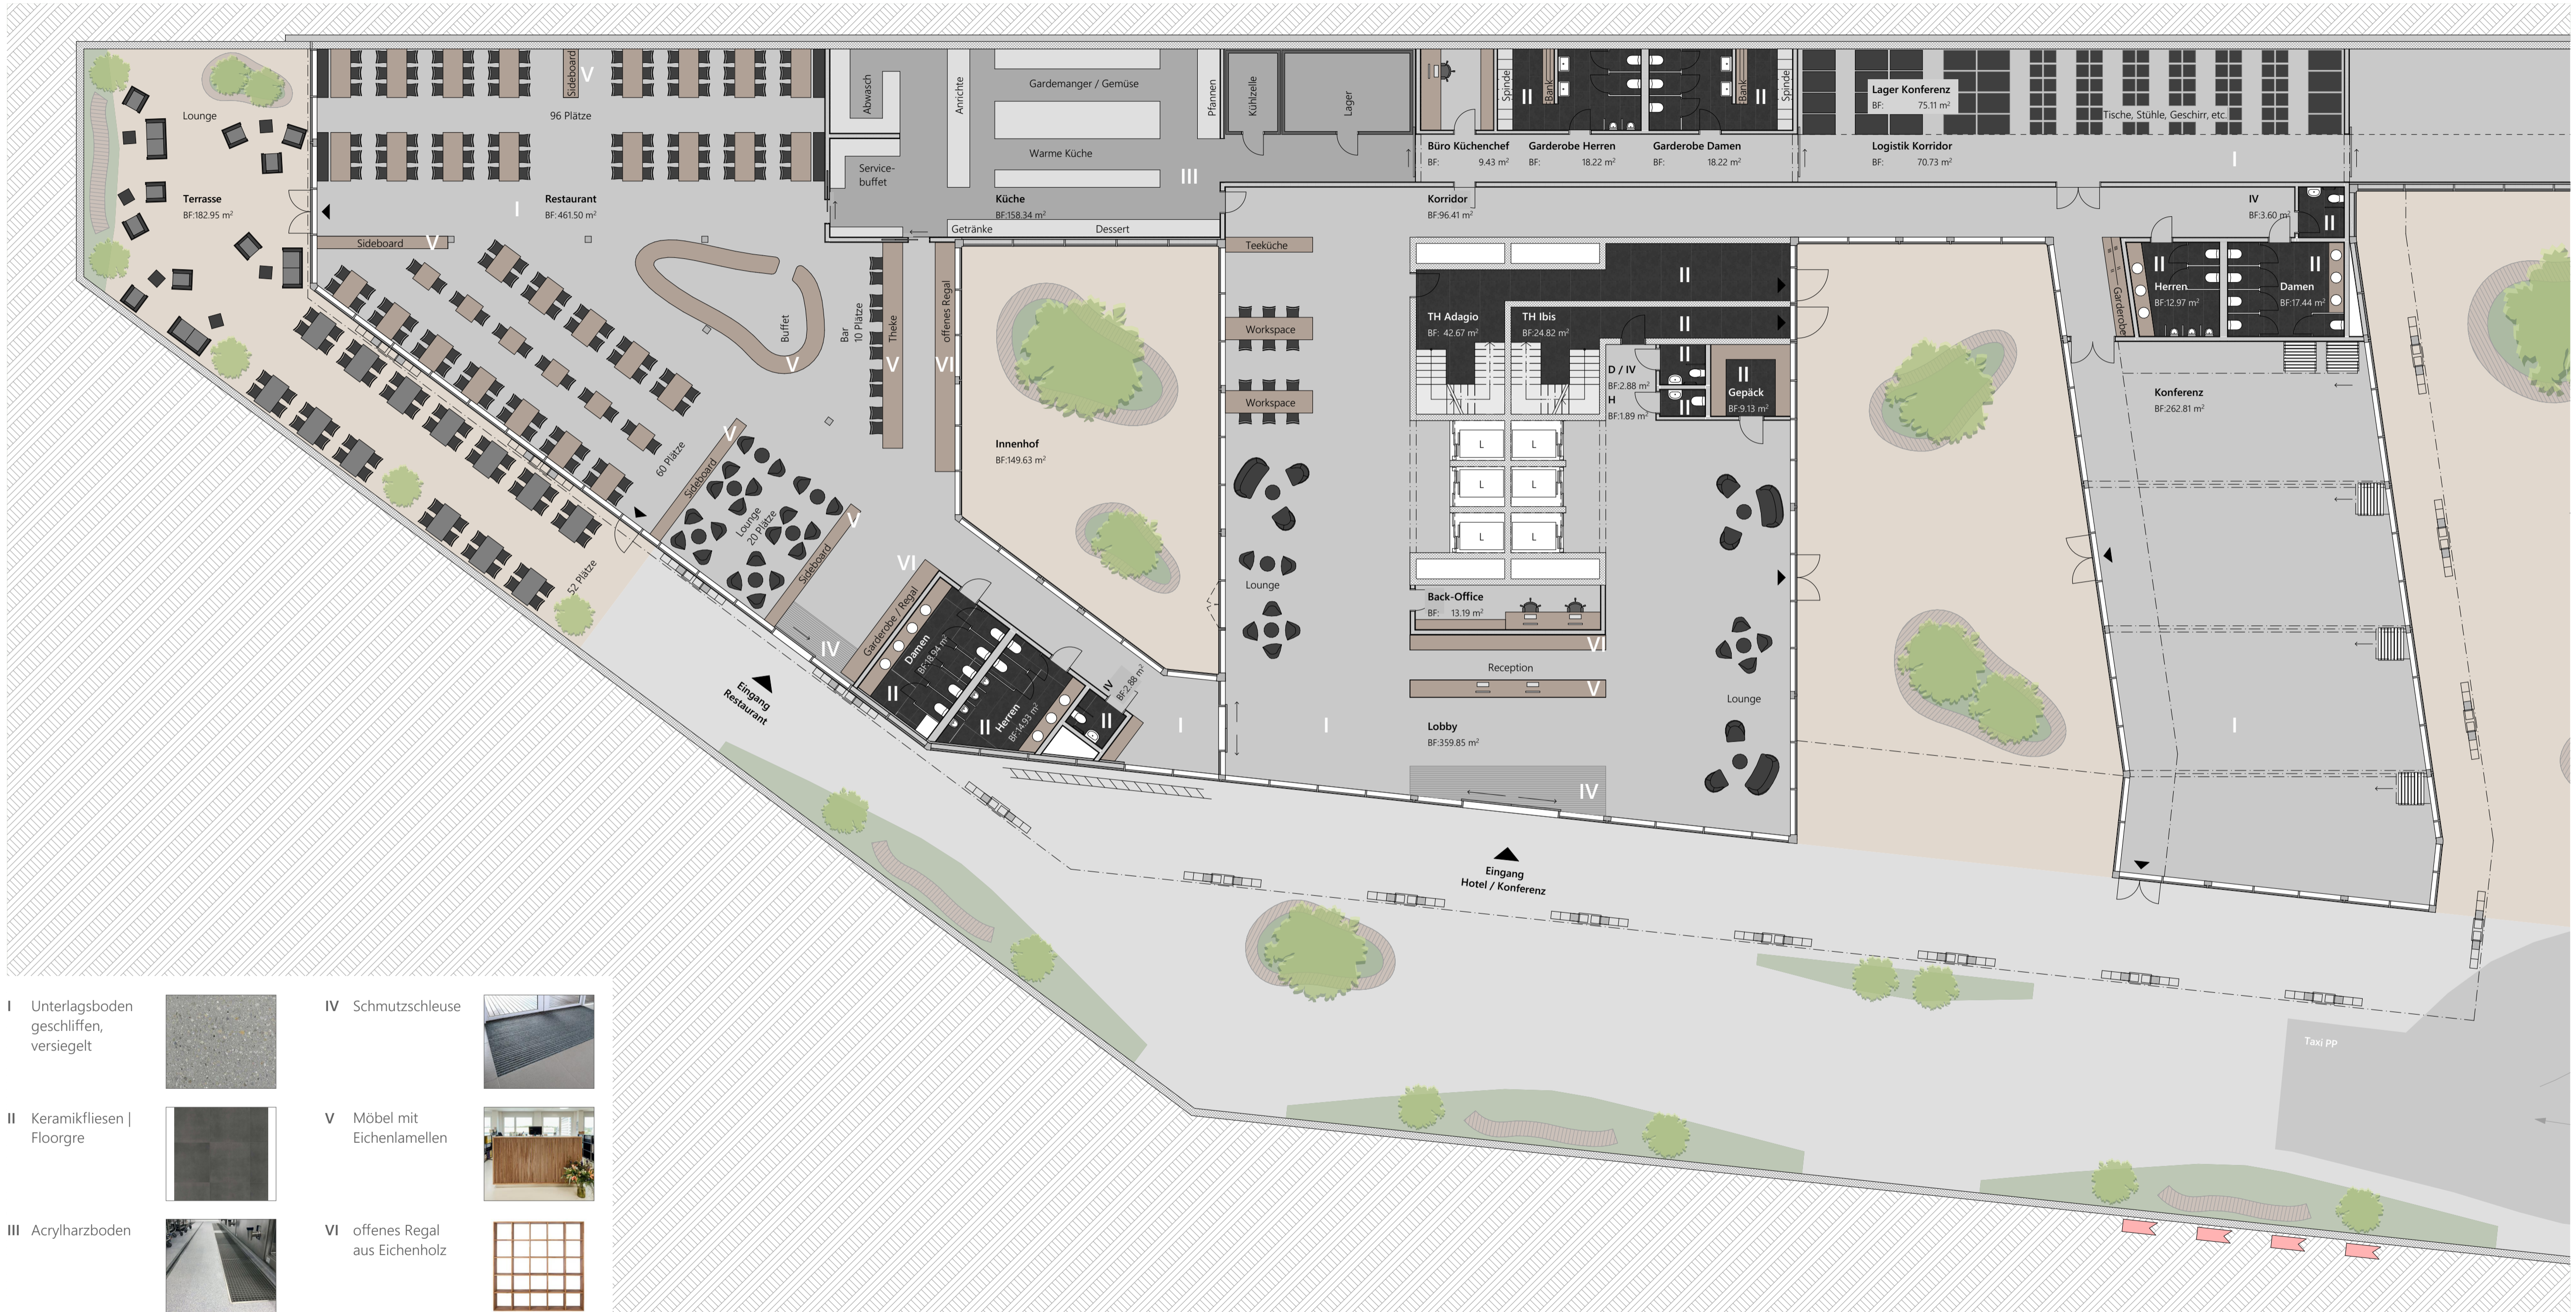 Lounge
Terrasse
BF:182.95 m²
Sideboard
V
96 Plätze
Restaurant
BF:461.50 m²
I
Sideboard
V
Buffet
V
Bar
10 Plätze
Theke
V
offenes Regal
VI
60 Plätze
Sideboard
V
Lounge
20 Plätze
Sideboard
V
52 Plätze
Abwasch
Service-
buffet
Anrichte
Gardemanger / Gemüse
Warme Küche
Pfannen
III
Küche
BF:158.34 m²
Getränke
Dessert
Kühlzelle
Lager
Innenhof
BF:149.63 m²
VI
Garderobe / Regal
IV
Damen
BF:18.94 m²
II
Herren
BF:14.93 m²
II
IV
BF:2.88 m²
II
I
Eingang
Restaurant
Büro Küchenchef
BF: 9.43 m²
Spinde
II
Bank
Garderobe Herren
BF: 18.22 m²
Bank
II
Spinde
Garderobe Damen
BF: 18.22 m²
Lager Konferenz
BF: 75.11 m²
Tische, Stühle, Geschirr, etc.
Logistik Korridor
BF: 70.73 m²
I
Korridor
BF:96.41 m²
Teeküche
Workspace
Workspace
Lounge
II
TH Adagio
BF: 42.67 m²
TH Ibis
BF:24.82 m²
II
D / IV
BF:2.88 m²
H
BF:1.89 m²
II
II
II
Gepäck
BF:9.13 m²
L
L
L
L
L
L
Back-Office
BF: 13.19 m²
VI
Reception
V
I
Lobby
BF:359.85 m²
IV
Lounge
Eingang
Hotel / Konferenz
IV
BF:3.60 m²
II
Garderobe
II
Herren
BF:12.97 m²
II
Damen
BF:17.44 m²
Konferenz
BF:262.81 m²
I
Taxi PP
I Unterlagsboden
geschliffen,
versiegelt
II Keramikfliesen |
Floorgre
III Acrylharzboden
IV Schmutzschleuse
V Möbel mit
Eichenlamellen
VI offenes Regal
aus Eichenholz